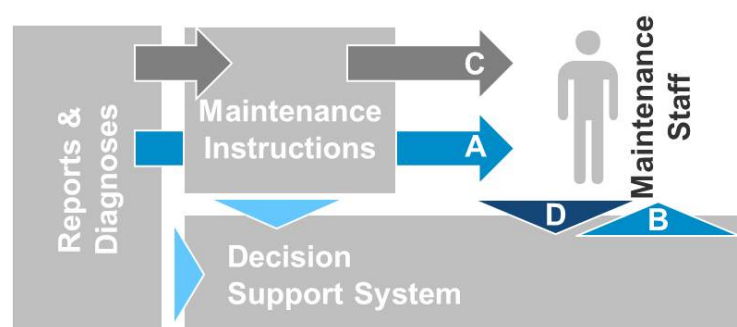 Reports &
Diagnoses
Maintenance
Instructions
C
A
Maintenance
Staff
D
B
Decision
Support System